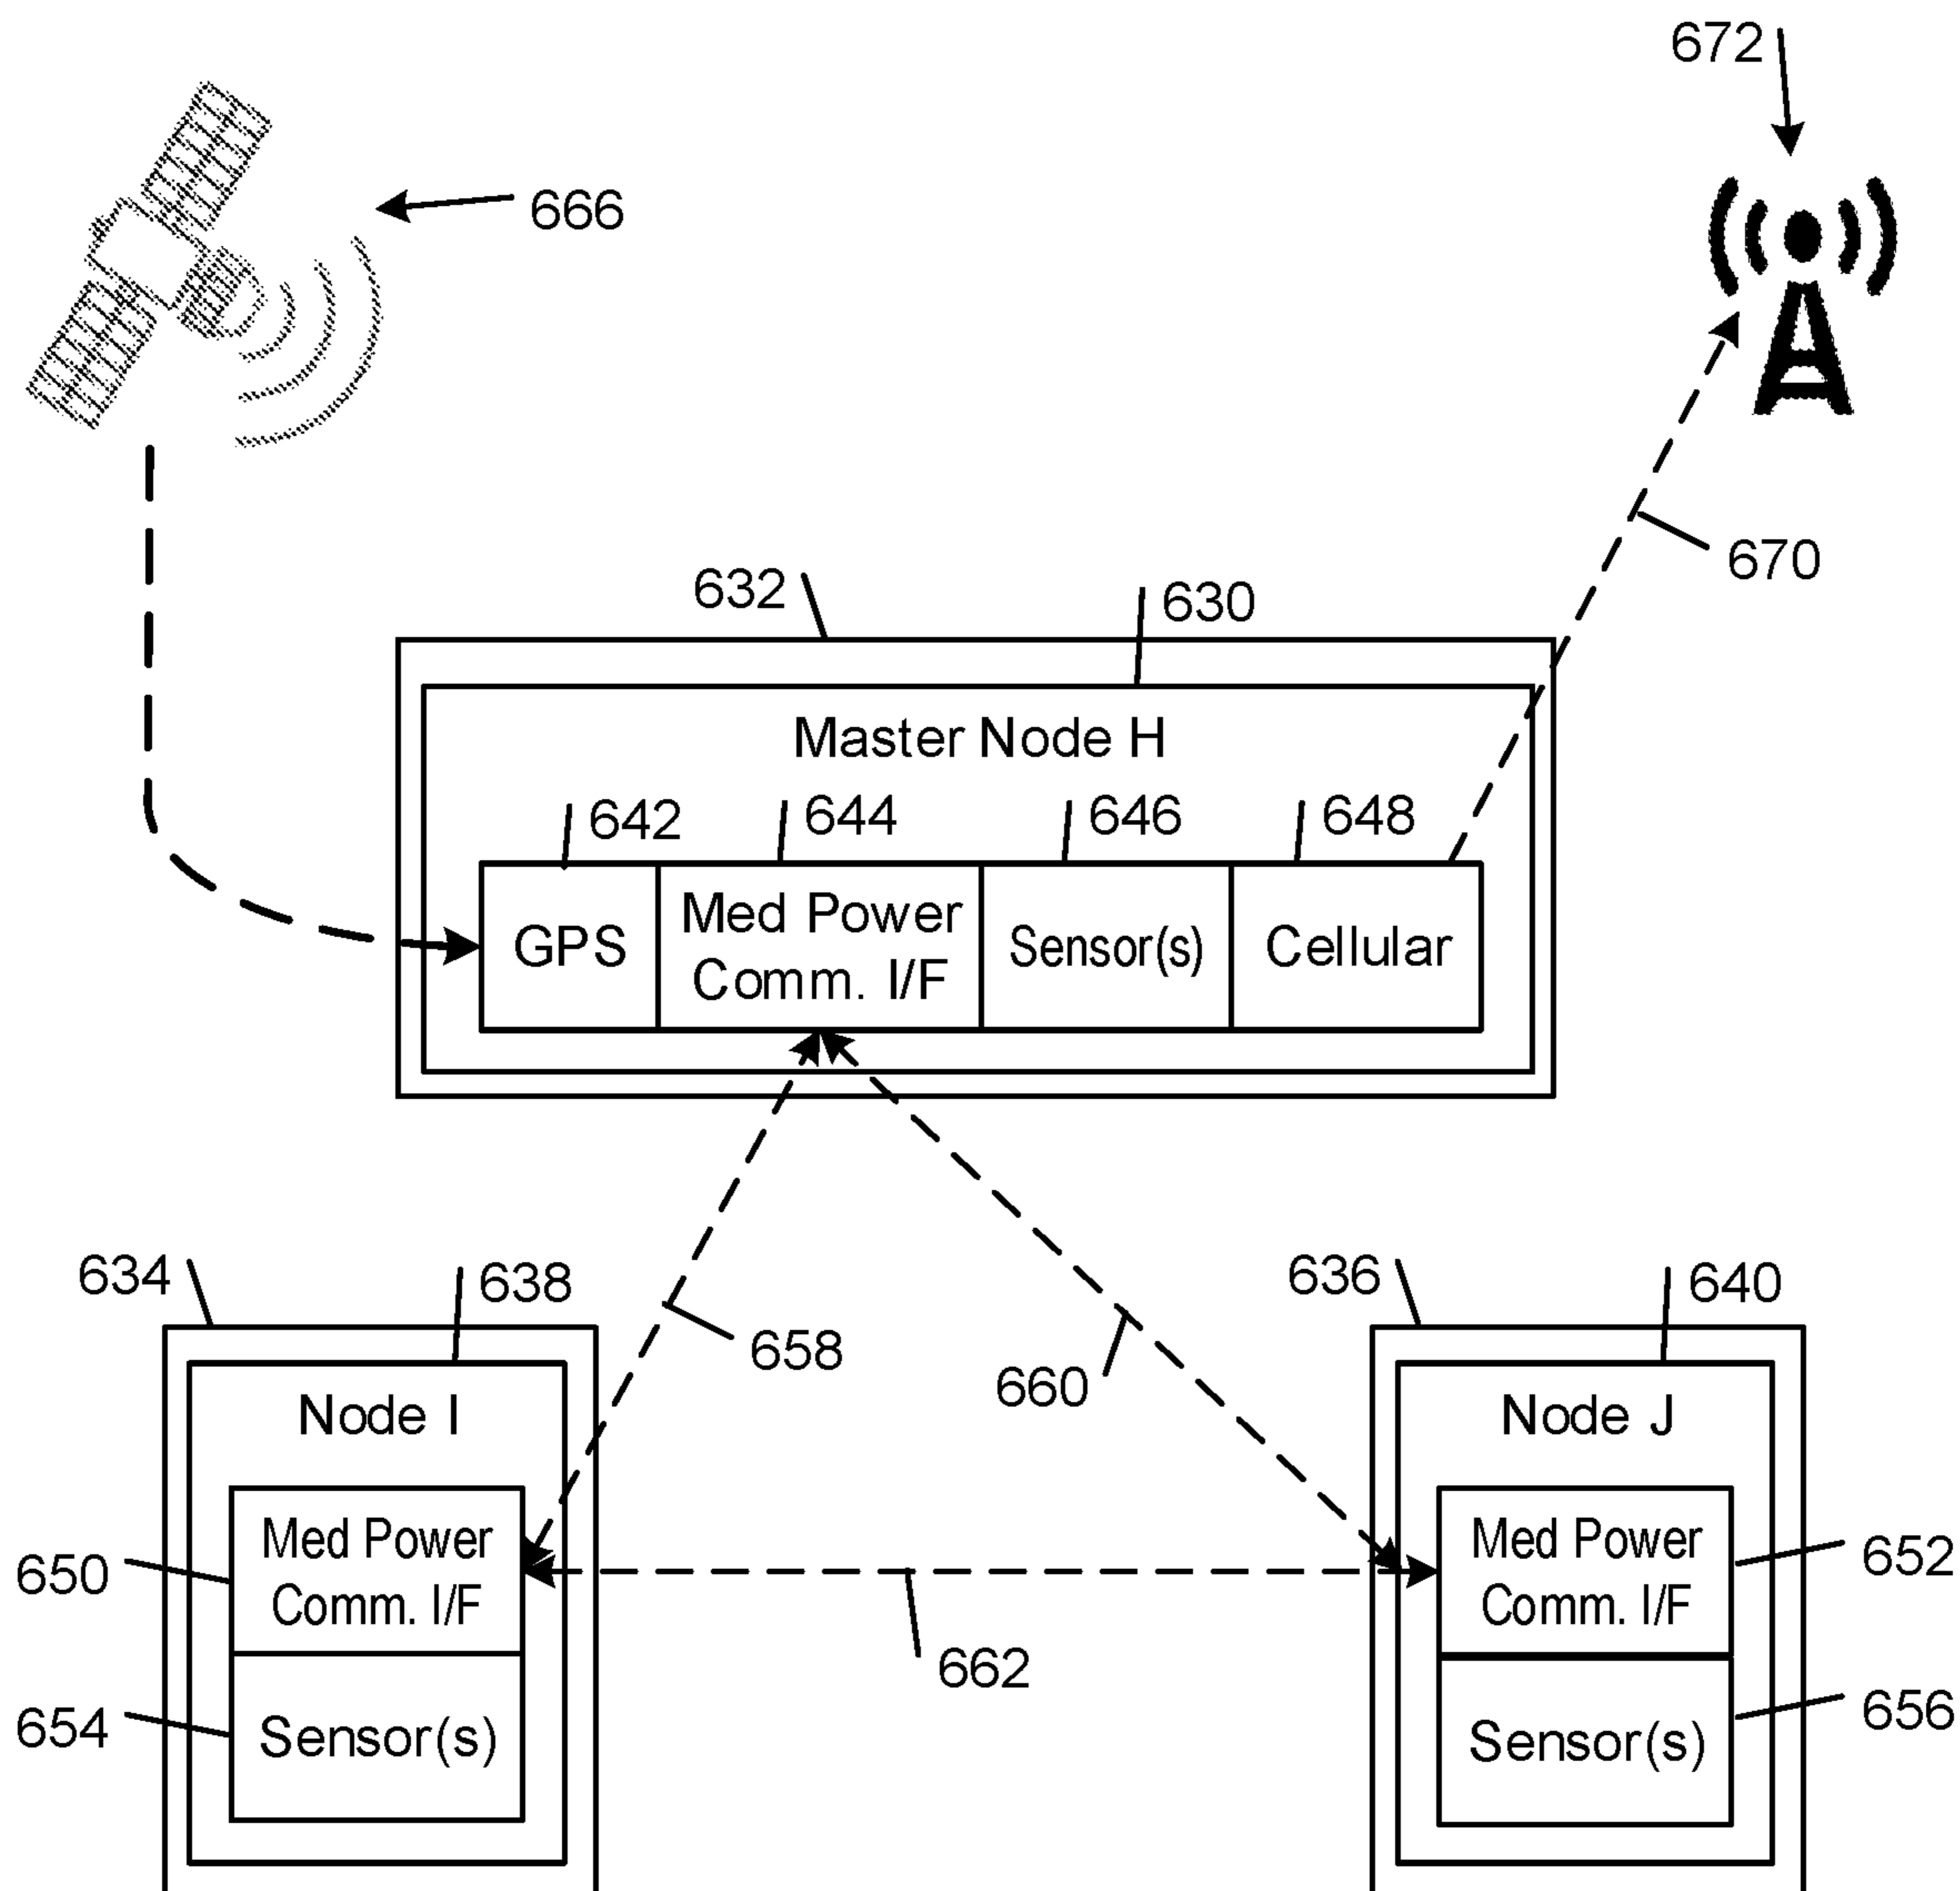 672
666
670
632
630
Master Node H
642
644
646
648
GPS
Med Power
Comm. I/F
Sensor(s)
Cellular
634
638
658
660
636
640
Node I
Node J
650
Med Power
Comm. I/F
662
Med Power
Comm. I/F
652
654
Sensor(s)
Sensor(s)
656